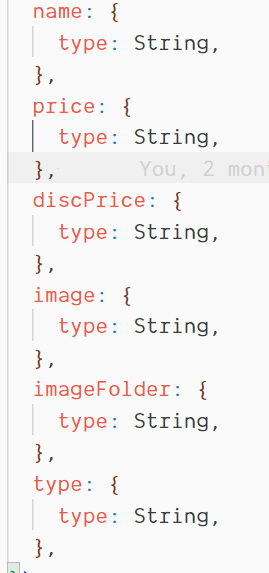 name: {
type: String,
},
price: {
type: String,
},      You, 2 mont
discPrice: {
type: String,
},
image: {
type: String,
},
imageFolder: {
type: String,
},
type: {
type: String,
},